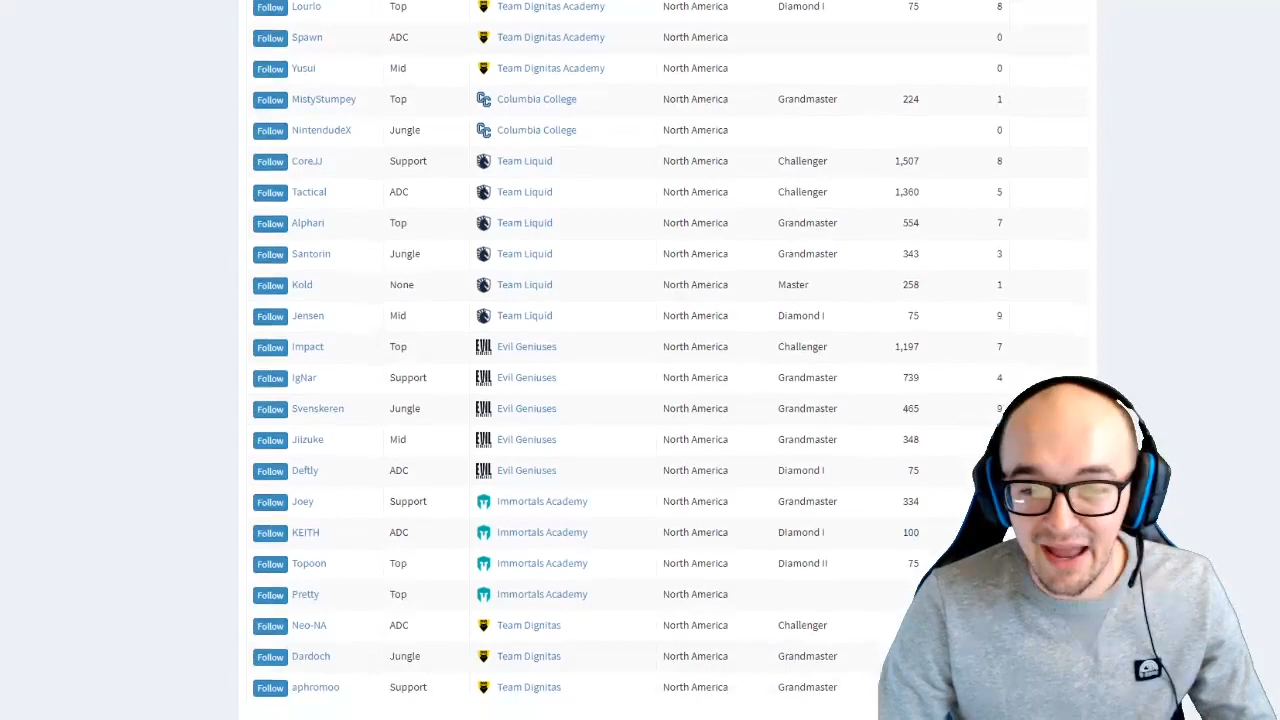 Follow Lourlo Top Team Dignitas Academy North America Diamond I 75 8
Follow Spawn ADC Team Dignitas Academy North America 0
Follow Yusui Mid Team Dignitas Academy North America 0
Follow MistyStumpey Top Columbia College North America Grandmaster 224 1
Follow NintendudeX Jungle Columbia College North America 0
Follow CoreJJ Support Team Liquid North America Challenger 1,507 8
Follow Tactical ADC Team Liquid North America Challenger 1,360 5
Follow Alphari Top Team Liquid North America Grandmaster 554 7
Follow Santorin Jungle Team Liquid North America Grandmaster 343 3
Follow Kold None Team Liquid North America Master 258 1
Follow Jensen Mid Team Liquid North America Diamond I 75 9
Follow Impact Top EVIL Evil Geniuses North America Challenger 1,197 7
Follow IgNar Support EVIL Evil Geniuses North America Grandmaster 739 4
Follow Svenskeren Jungle EVIL Evil Geniuses North America Grandmaster 465 9
Follow Jiizuke Mid EVIL Evil Geniuses North America Grandmaster 348
Follow Deftly ADC EVIL Evil Geniuses North America Diamond I 75
Follow Joey Support Immortals Academy North America Grandmaster 334
Follow KEITH ADC Immortals Academy North America Diamond I 100
Follow Topoon Top Immortals Academy North America Diamond II 75
Follow Pretty Top Immortals Academy North America
Follow Neo-NA ADC Team Dignitas North America Challenger
Follow Dardoch Jungle Team Dignitas North America Grandmaster
Follow aphromoo Support Team Dignitas North America Grandmaster